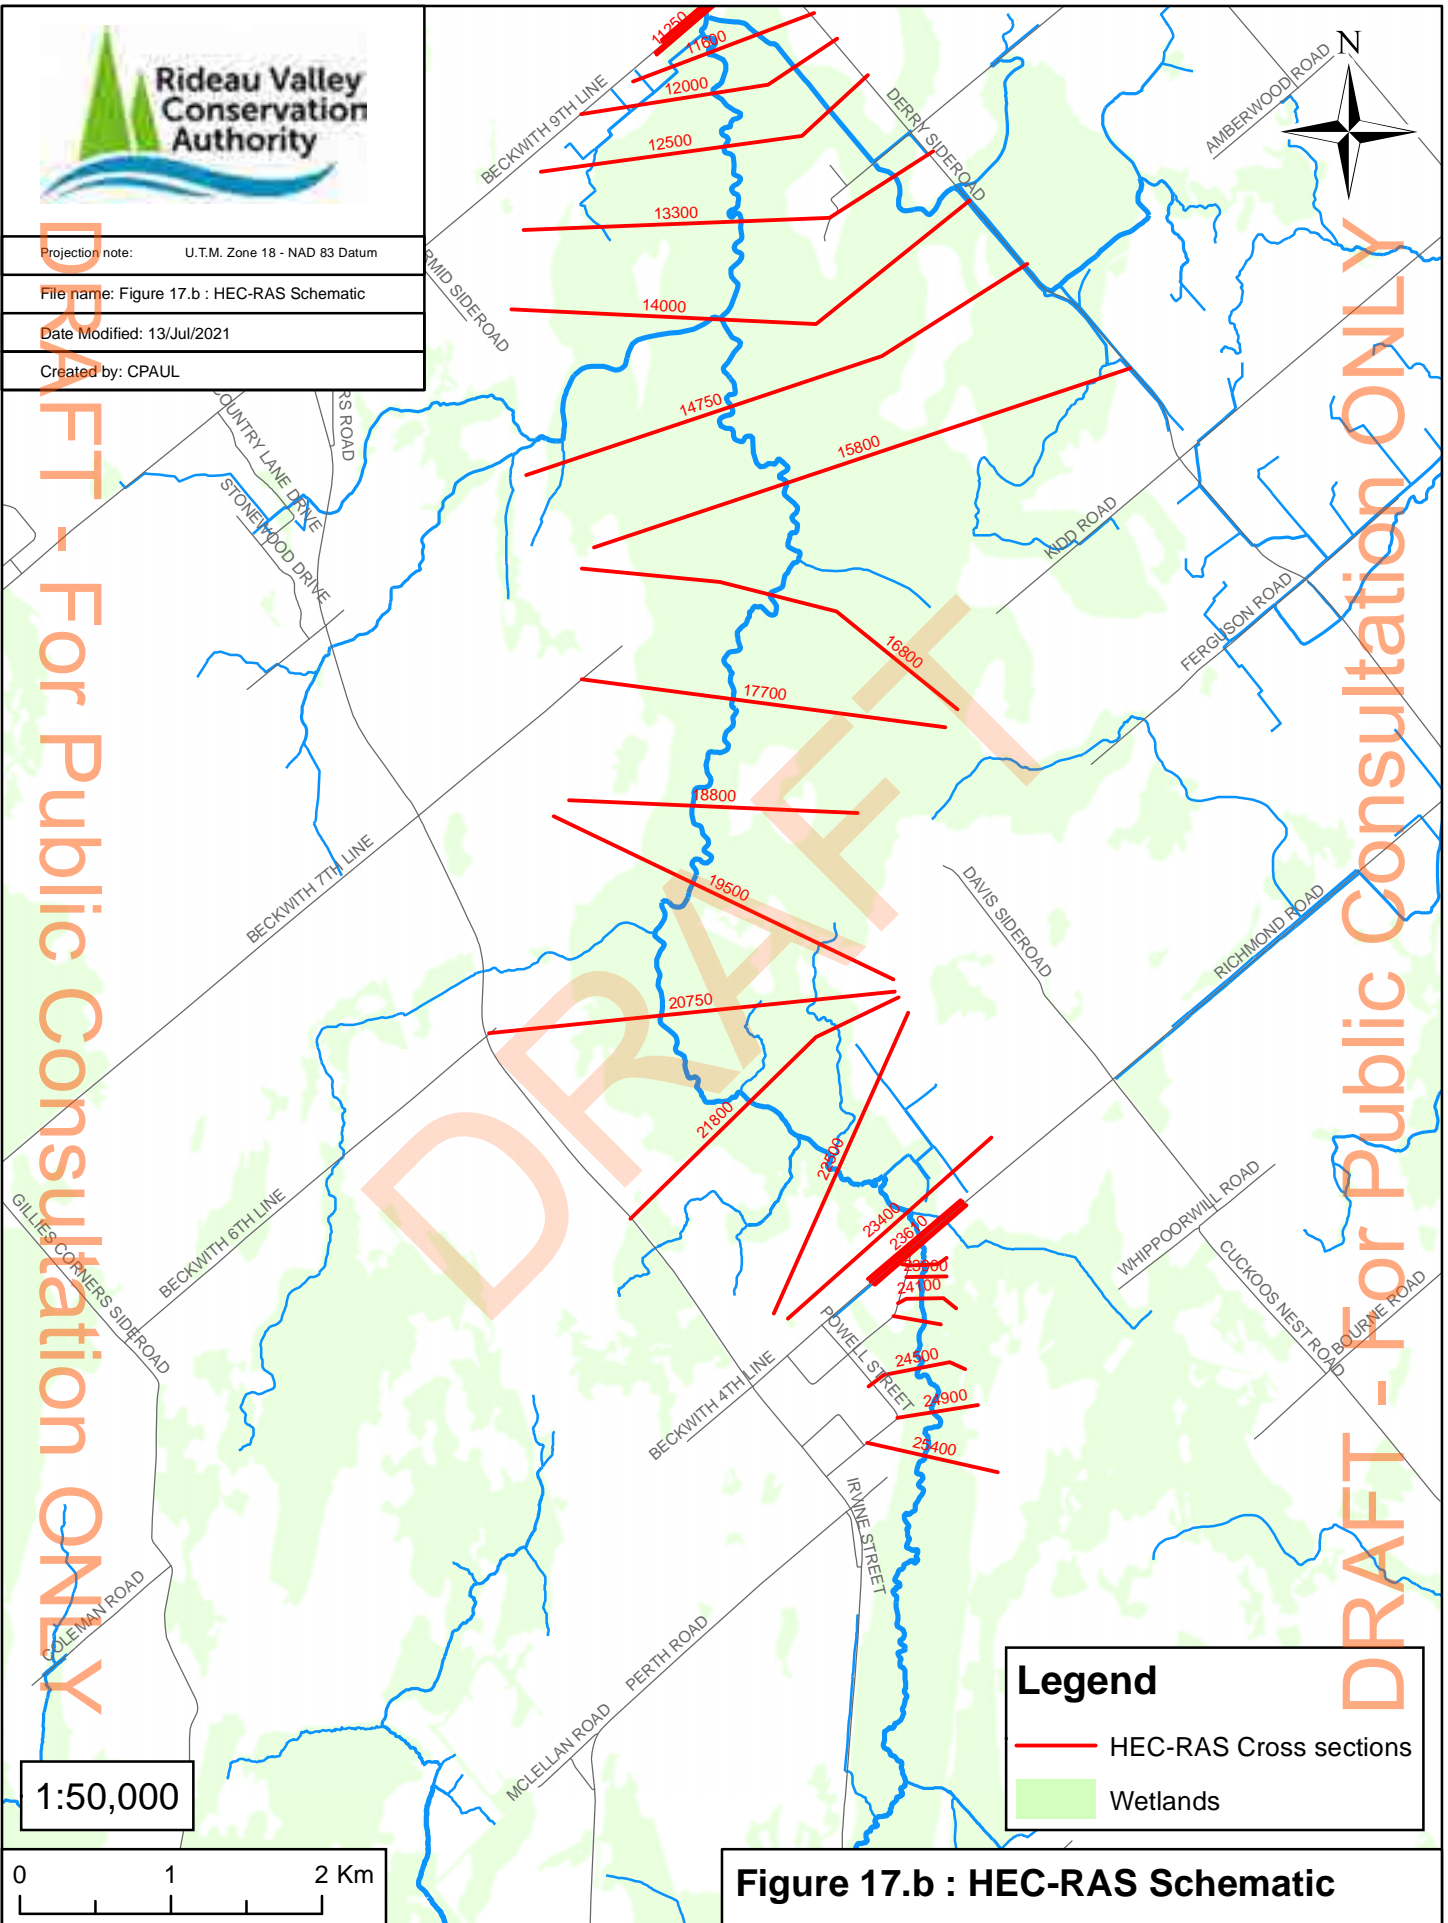 Rideau Valley
Conservation
Authority
Projection note: U.T.M. Zone 18 - NAD 83 Datum
File name: Figure 17.b : HEC-RAS Schematic
Date Modified: 13/Jul/2021
Created by: CPAUL
DRAFT - For Public Consultation ONLY
DRAFT - For Public Consultation ONLY
DRAFT
N
11250
11600
12000
12500
13300
14000
14750
15800
16800
17700
18800
19500
20750
21800
22500
23400
23610
23900
24100
24500
24900
25400
BECKWITH 9TH LINE
DERRY SIDEROAD
AMBERWOOD ROAD
RMID SIDEROAD
COUNTRY LANE DRIVE
RS ROAD
STONEWOOD DRIVE
KIDD ROAD
FERGUSON ROAD
BECKWITH 7TH LINE
DAVIS SIDEROAD
RICHMOND ROAD
GILLIES CORNERS SIDEROAD
BECKWITH 6TH LINE
WHIPPOORWILL ROAD
CUCKOOS NEST ROAD
BOURNE ROAD
POWELL STREET
BECKWITH 4TH LINE
IRVINE STREET
COLEMAN ROAD
PERTH ROAD
MCLELLAN ROAD
Legend
HEC-RAS Cross sections
Wetlands
1:50,000
0 1 2 Km
Figure 17.b : HEC-RAS Schematic